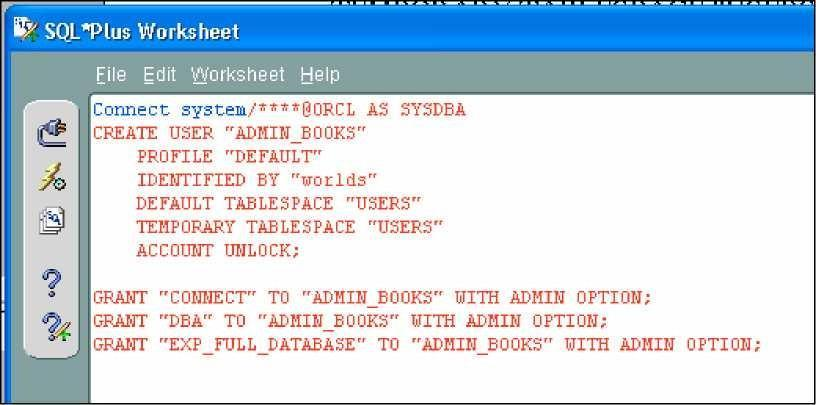 SQL*Plus Worksheet
File Edit Worksheet Help
Connect system/****@ORCL AS SYSDBA
CREATE USER "ADMIN_BOOKS"
PROFILE "DEFAULT"
IDENTIFIED BY "worlds"
DEFAULT TABLESPACE "USERS"
TEMPORARY TABLESPACE "USERS"
ACCOUNT UNLOCK;
GRANT "CONNECT" TO "ADMIN_BOOKS" WITH ADMIN OPTION;
GRANT "DBA" TO "ADMIN_BOOKS" WITH ADMIN OPTION;
GRANT "EXP_FULL_DATABASE" TO "ADMIN_BOOKS" WITH ADMIN OPTION;